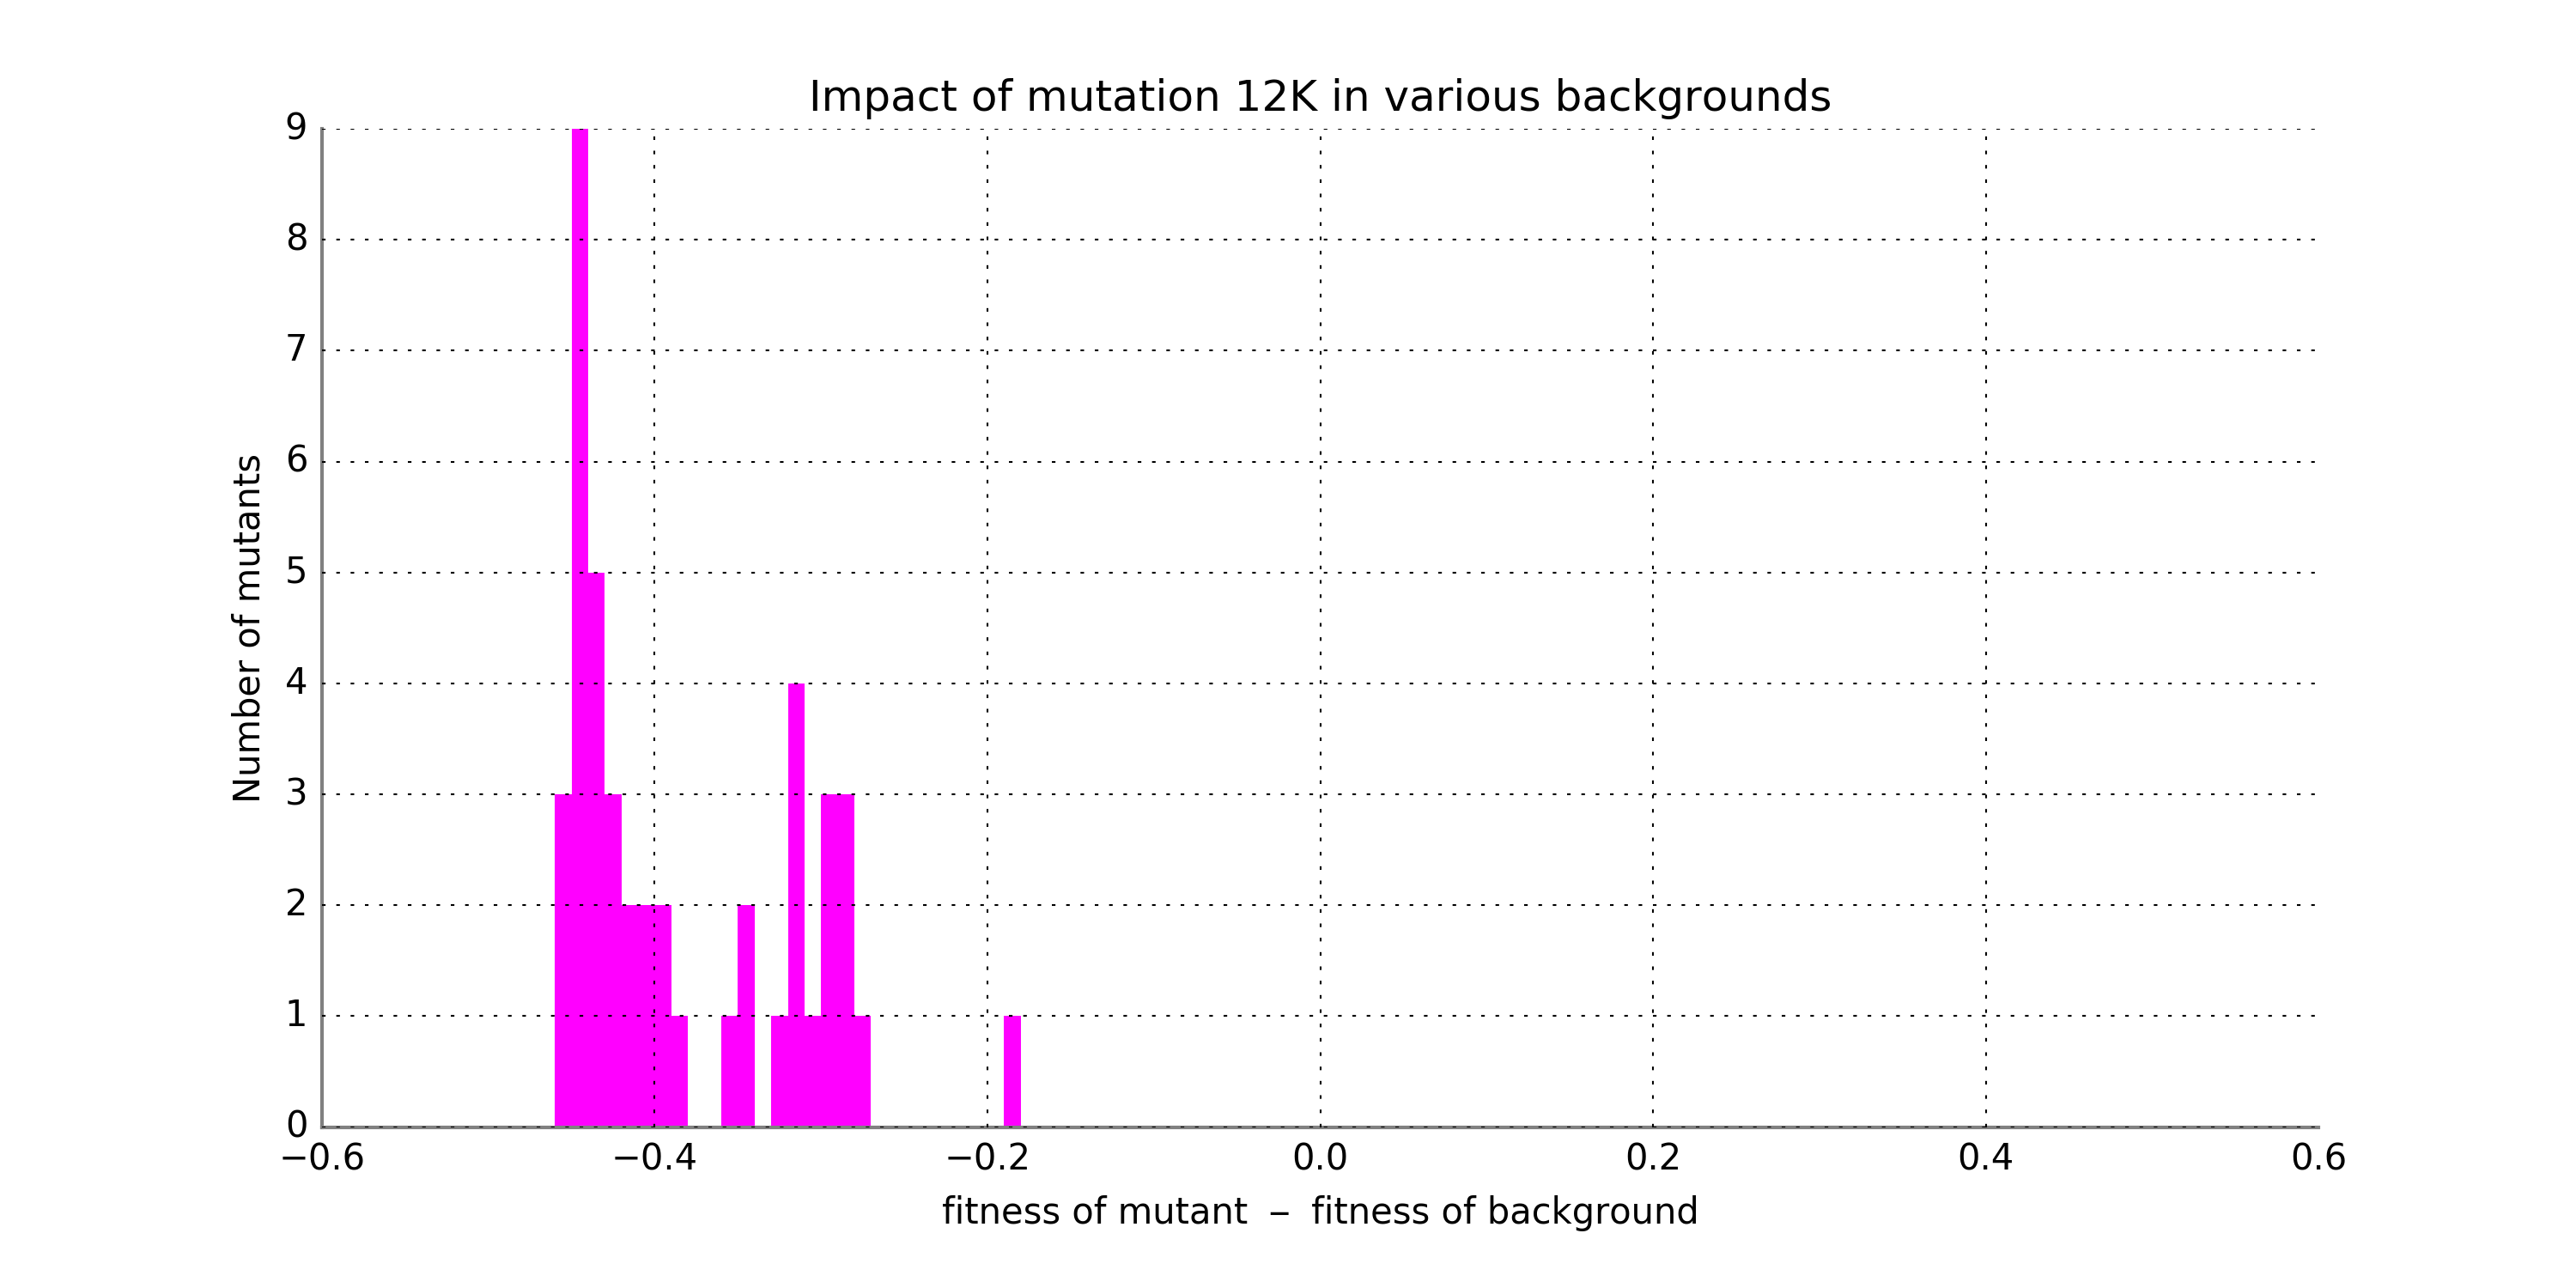 Impact of mutation 12K in various backgrounds
9
8
7
6
5
4
3
2
1
0
Number of mutants
−0.6 −0.4 −0.2 0.0 0.2 0.4 0.6
fitness of mutant − fitness of background